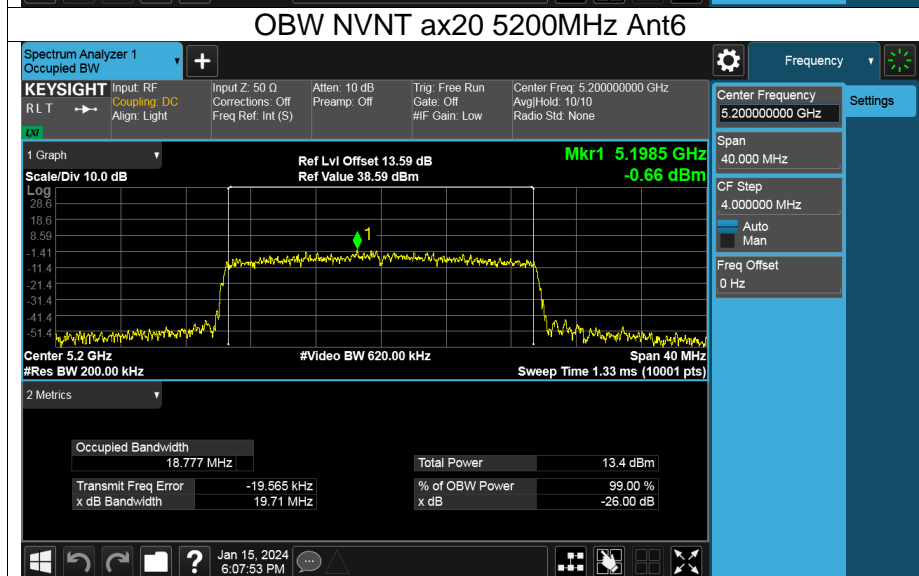 OBW NVNT ax20 5200MHz Ant6
Spectrum Analyzer 1
Occupied BW
+
Frequency
KEYSIGHT
R L T
LXI
Input: RF
Coupling: DC
Align: Light
Input Z: 50 Ω
Corrections: Off
Freq Ref: Int (S)
Atten: 10 dB
Preamp: Off
Trig: Free Run
Gate: Off
#IF Gain: Low
Center Freq: 5.200000000 GHz
Avg|Hold: 10/10
Radio Std: None
Center Frequency
5.200000000 GHz
Settings
Span
40.000 MHz
CF Step
4.000000 MHz
Auto
Man
Freq Offset
0 Hz
1 Graph
Scale/Div 10.0 dB
Ref Lvl Offset 13.59 dB
Ref Value 38.59 dBm
Mkr1 5.1985 GHz
-0.66 dBm
Log
28.6
18.6
8.59
-1.41
-11.4
-21.4
-31.4
-41.4
-51.4
1
Center 5.2 GHz
#Video BW 620.00 kHz
Span 40 MHz
#Res BW 200.00 kHz
Sweep Time 1.33 ms (10001 pts)
2 Metrics
Occupied Bandwidth
18.777 MHz
Total Power 13.4 dBm
Transmit Freq Error -19.565 kHz
% of OBW Power 99.00 %
x dB Bandwidth 19.71 MHz
x dB -26.00 dB
?
Jan 15, 2024
6:07:53 PM